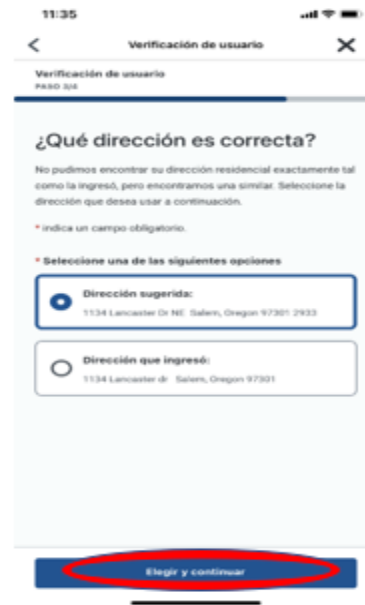 11:35
Verificación de usuario
Verificación de usuario
PASO 3/4
¿Qué dirección es correcta?
No pudimos encontrar su dirección residencial exactamente tal
como la ingresó, pero encontramos una similar. Seleccione la
dirección que desea usar a continuación.
* indica un campo obligatorio.
* Seleccione una de las siguientes opciones
Dirección sugerida:
1134 Lancaster Dr NE Salem, Oregon 97301 2933
Dirección que ingresó:
1134 Lancaster dr Salem, Oregon 97301
Elegir y continuar